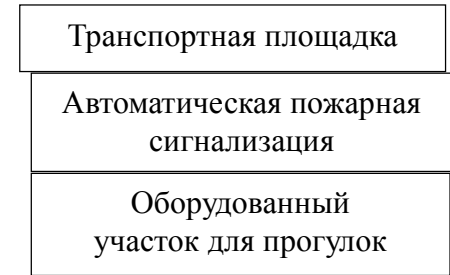 Транспортная площадка
Автоматическая пожарная
сигнализация
Оборудованный
участок для прогулок